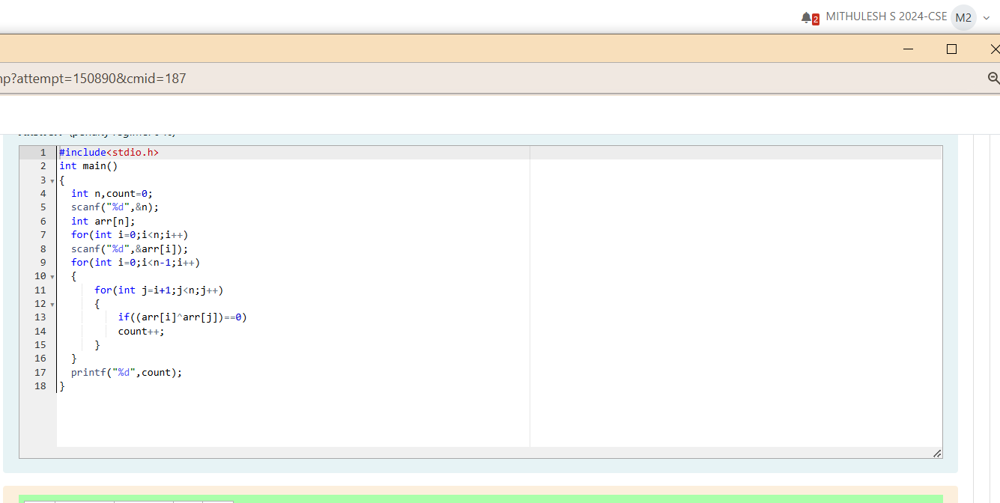 2 MITHULESH S 2024-CSE M2
hp?attempt=150890&cmid=187
1 #include<stdio.h>
2 int main()
3 {
4 int n,count=0;
5 scanf("%d",&n);
6 int arr[n];
7 for(int i=0;i<n;i++)
8 scanf("%d",&arr[i]);
9 for(int i=0;i<n-1;i++)
10 {
11 for(int j=i+1;j<n;j++)
12 {
13 if((arr[i]^arr[j])==0)
14 count++;
15 }
16 }
17 printf("%d",count);
18 }